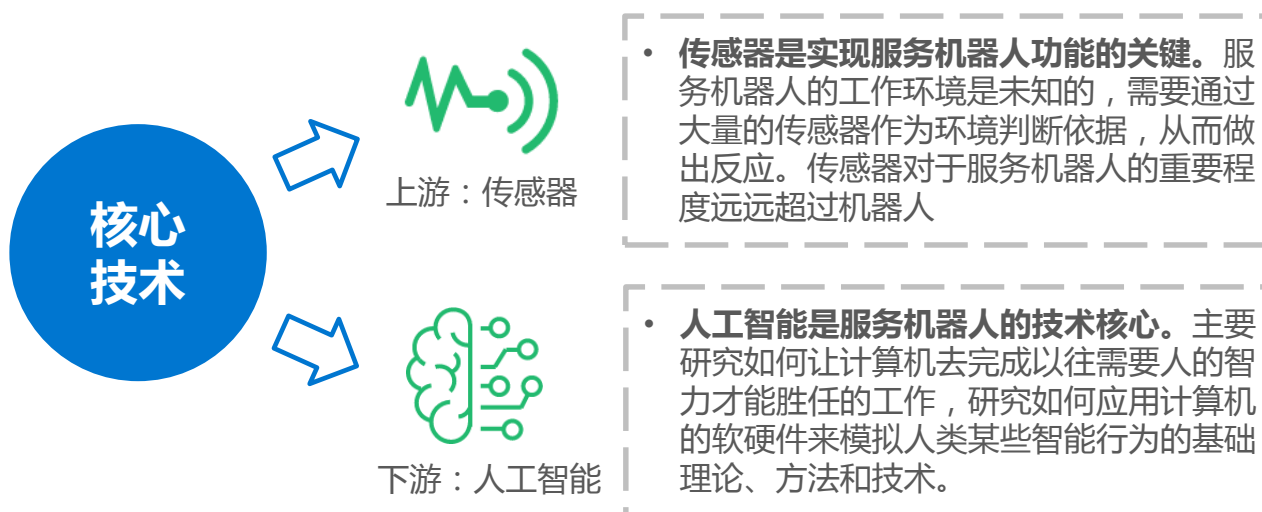 核心
技术
上游：传感器
• 传感器是实现服务机器人功能的关键。服
务机器人的工作环境是未知的，需要通过
大量的传感器作为环境判断依据，从而做
出反应。传感器对于服务机器人的重要程
度远远超过机器人
下游：人工智能
• 人工智能是服务机器人的技术核心。主要
研究如何让计算机去完成以往需要人的智
力才能胜任的工作，研究如何应用计算机
的软硬件来模拟人类某些智能行为的基础
理论、方法和技术。